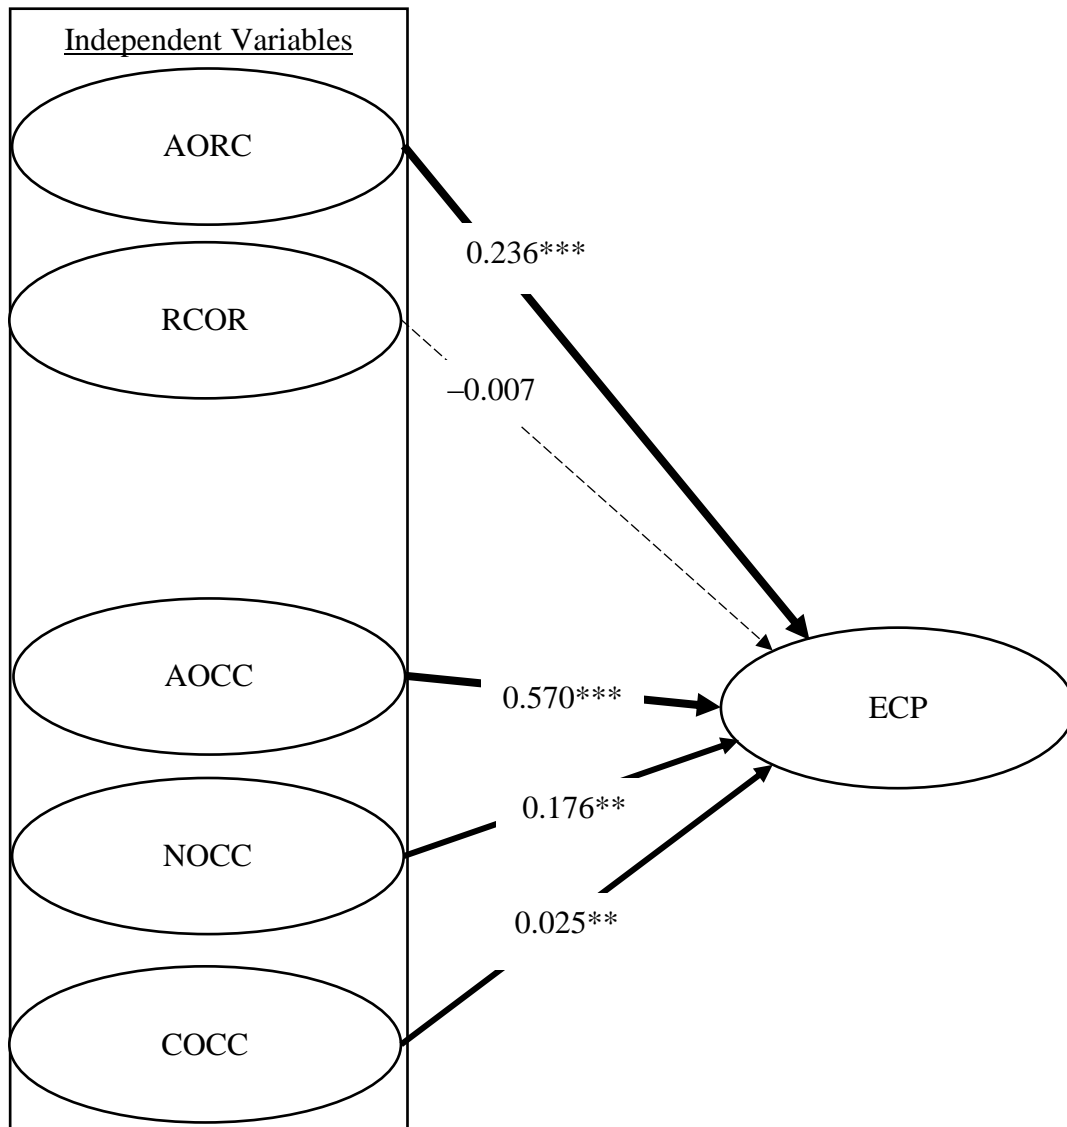 Independent Variables
AORC
0.236***
RCOR
–0.007
AOCC
0.570***
ECP
NOCC
0.176**
0.025**
COCC